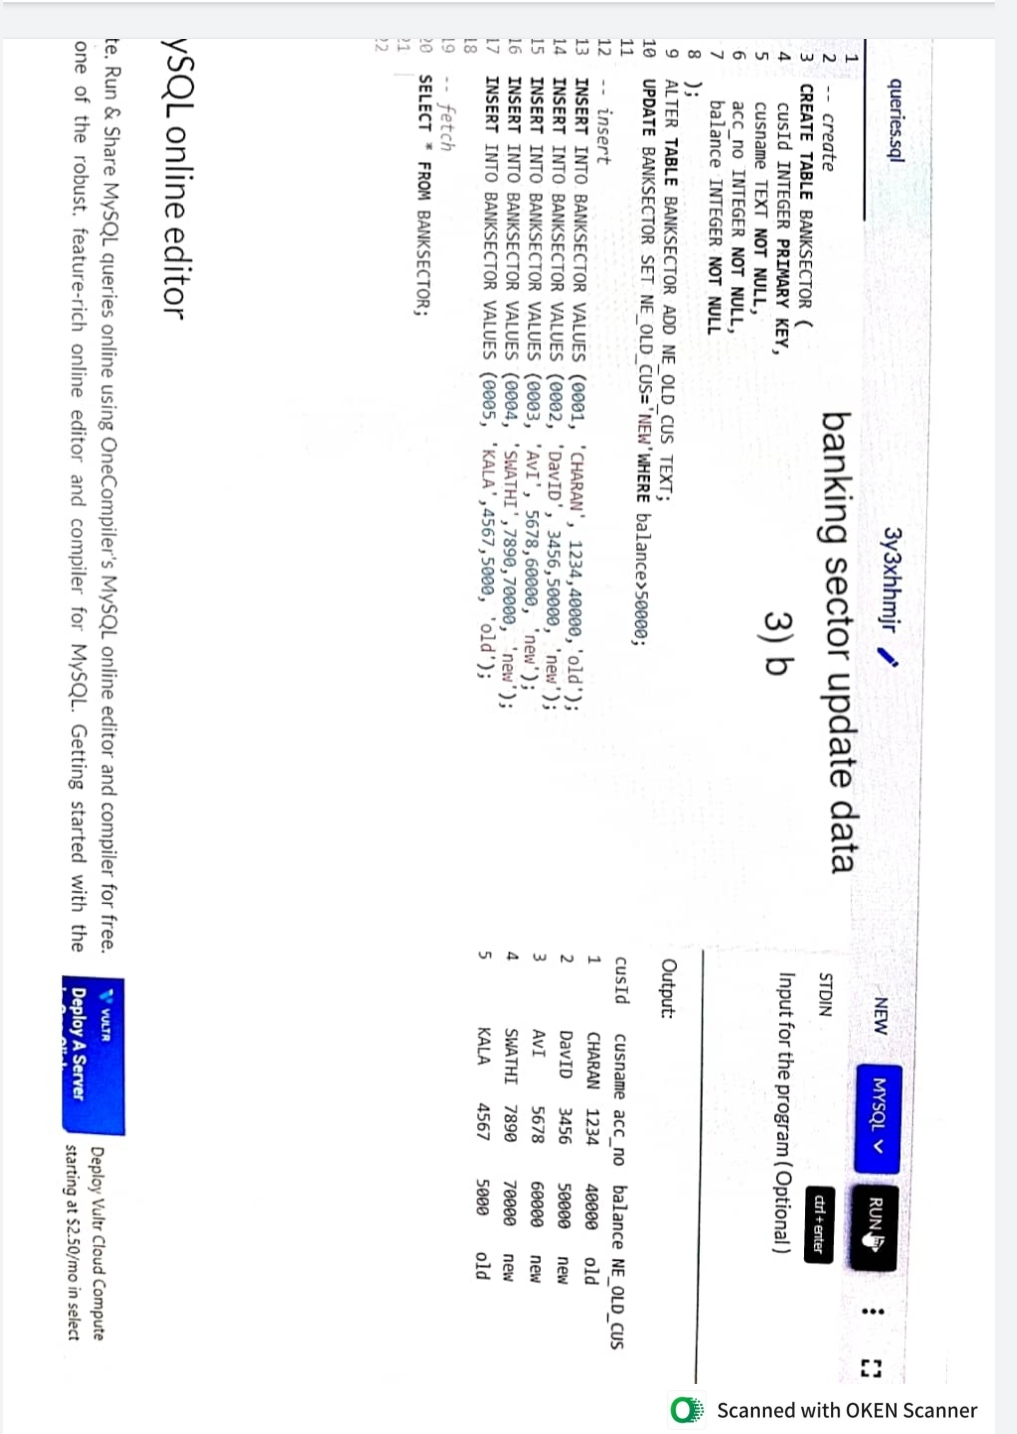 queries.sql
3y3xhhmjr
NEW
MYSQL
RUN
banking sector update data
3) b
1
2 -- create
3 CREATE TABLE BANKSECTOR (
4 cusId INTEGER PRIMARY KEY,
5 cusname TEXT NOT NULL,
6 acc_no INTEGER NOT NULL,
7 balance INTEGER NOT NULL
8 );
9 ALTER TABLE BANKSECTOR ADD NE_OLD_CUS TEXT;
10 UPDATE BANKSECTOR SET NE_OLD_CUS='NEW'WHERE balance>50000;
11
12 -- insert
13 INSERT INTO BANKSECTOR VALUES (0001, 'CHARAN', 1234,40000,'old');
14 INSERT INTO BANKSECTOR VALUES (0002, 'DavID', 3456,50000, 'new');
15 INSERT INTO BANKSECTOR VALUES (0003, 'AvI', 5678,60000, 'new');
16 INSERT INTO BANKSECTOR VALUES (0004, 'SWATHI',7890,70000, 'new');
17 INSERT INTO BANKSECTOR VALUES (0005, 'KALA',4567,5000, 'old');
18
19 -- fetch
20 SELECT * FROM BANKSECTOR;
21
22
STDIN
ctrl + enter
Input for the program ( Optional )
Output:
cusId cusname acc_no balance NE_OLD_CUS
1 CHARAN 1234 40000 old
2 DavID 3456 50000 new
3 AvI 5678 60000 new
4 SWATHI 7890 70000 new
5 KALA 4567 5000 old
ySQL online editor
te, Run & Share MySQL queries online using OneCompiler's MySQL online editor and compiler for free.
one of the robust, feature-rich online editor and compiler for MySQL. Getting started with the
VULTR
Deploy A Server
Deploy Vultr Cloud Compute
starting at $2.50/mo in select
Scanned with OKEN Scanner